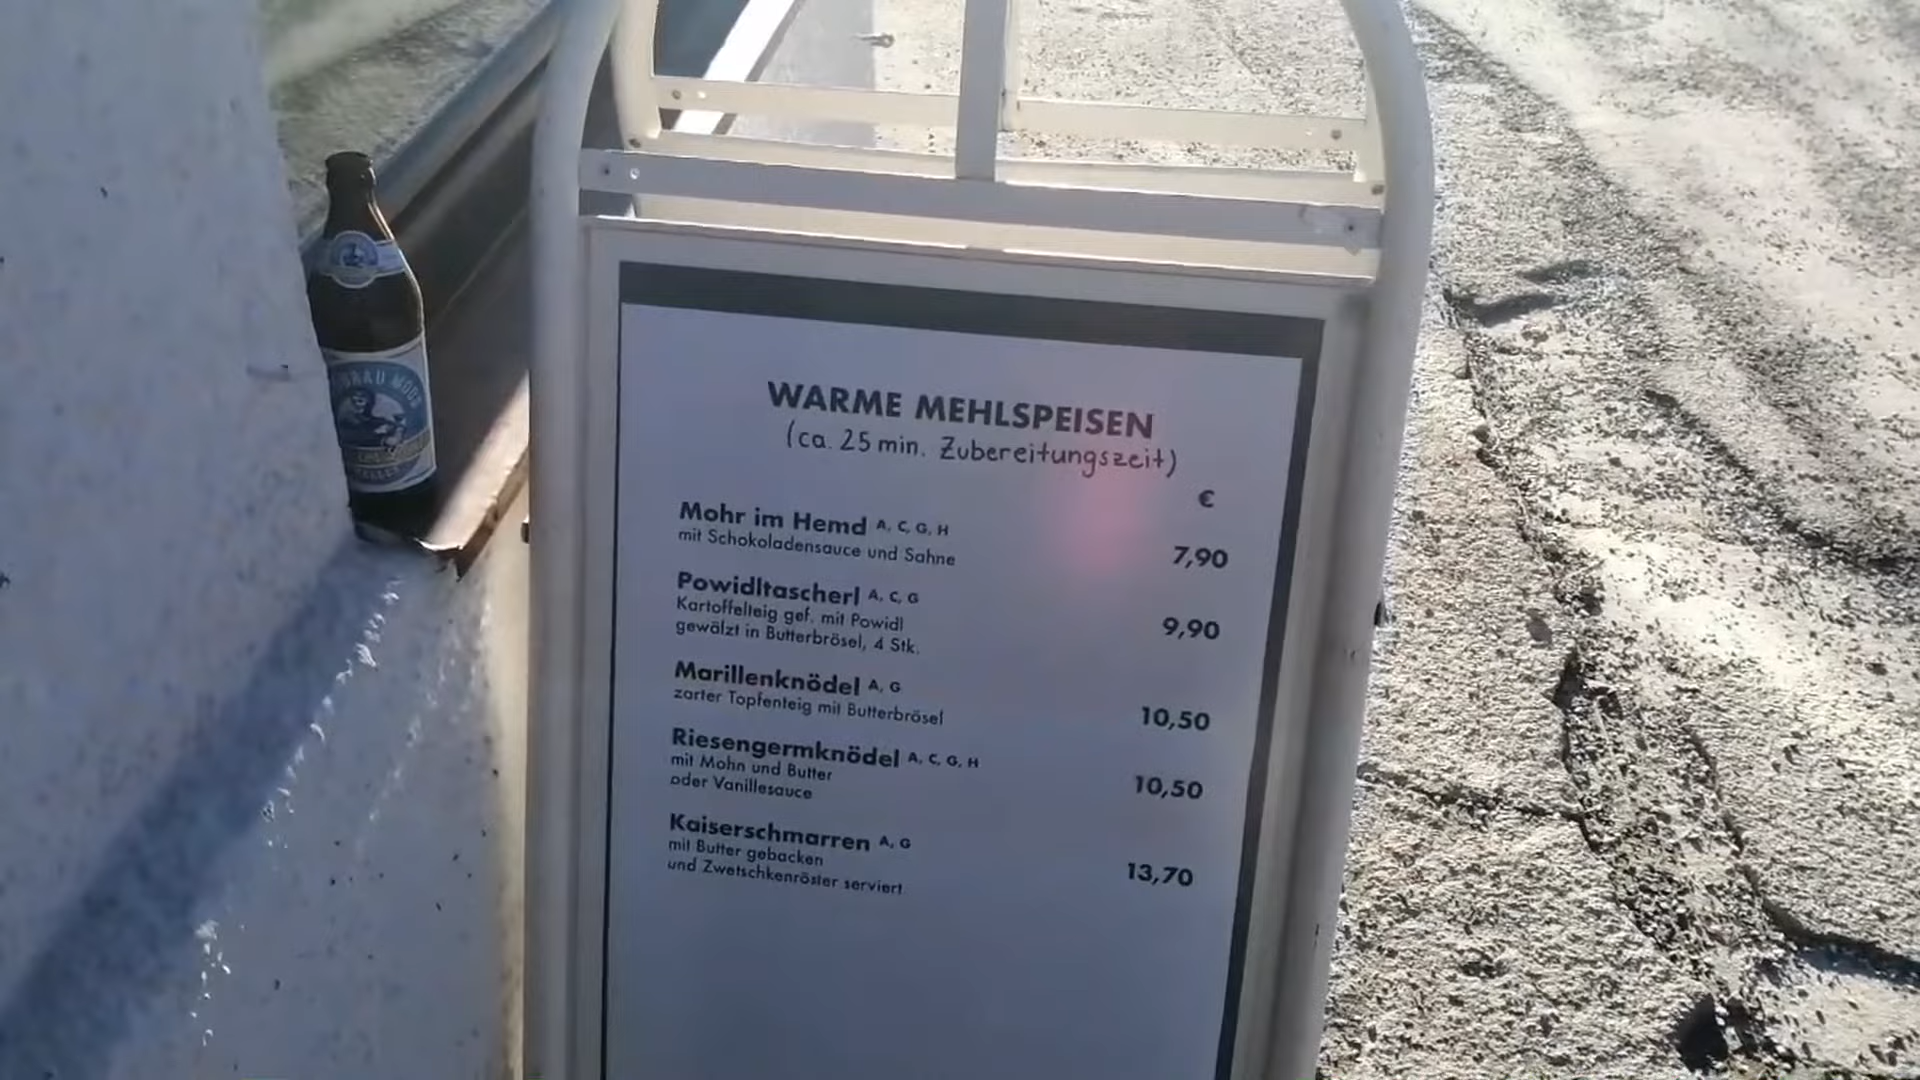 WARME MEHLSPEISEN
(ca. 25 min. Zubereitungszeit)
€
Mohr im Hemd A, C, G, H
mit Schokoladensauce und Sahne
7,90
Powidltascherl A, C, G
Kartoffelteig gef. mit Powidl
gewälzt in Butterbrösel, 4 Stk.
9,90
Marillenknödel A, G
zarter Topfenteig mit Butterbrösel
10,50
Riesengermknödel A, C, G, H
mit Mohn und Butter
oder Vanillesauce
10,50
Kaiserschmarren A, G
mit Butter gebacken
und Zwetschkenröster serviert
13,70